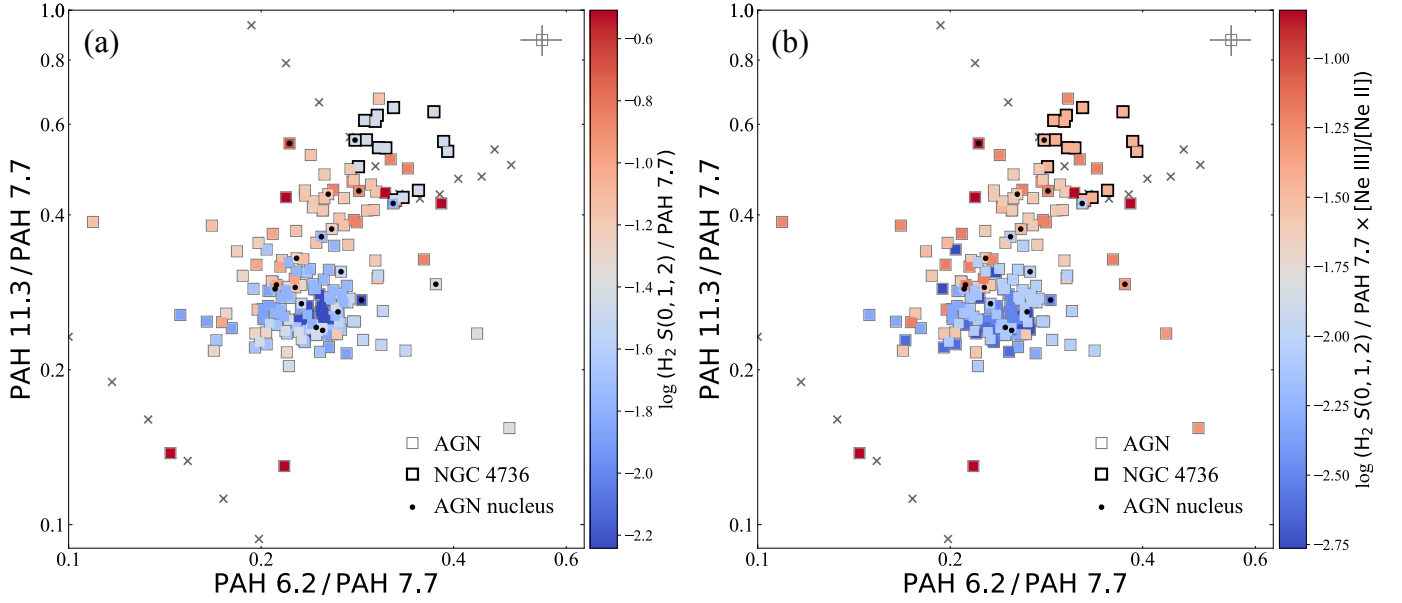 (a)
PAH 11.3/PAH 7.7
1.0
0.8
0.6
0.4
0.2
0.1
0.1
0.2
0.4
0.6
PAH 6.2/PAH 7.7
AGN
NGC 4736
AGN nucleus
−0.6
−0.8
−1.0
−1.2
−1.4
−1.6
−1.8
−2.0
−2.2
log (H₂ S(0, 1, 2) / PAH 7.7)
(b)
PAH 11.3/PAH 7.7
1.0
0.8
0.6
0.4
0.2
0.1
0.1
0.2
0.4
0.6
PAH 6.2/PAH 7.7
AGN
NGC 4736
AGN nucleus
−1.00
−1.25
−1.50
−1.75
−2.00
−2.25
−2.50
−2.75
log (H₂ S(0, 1, 2) / PAH 7.7 × [Ne III]/[Ne II])